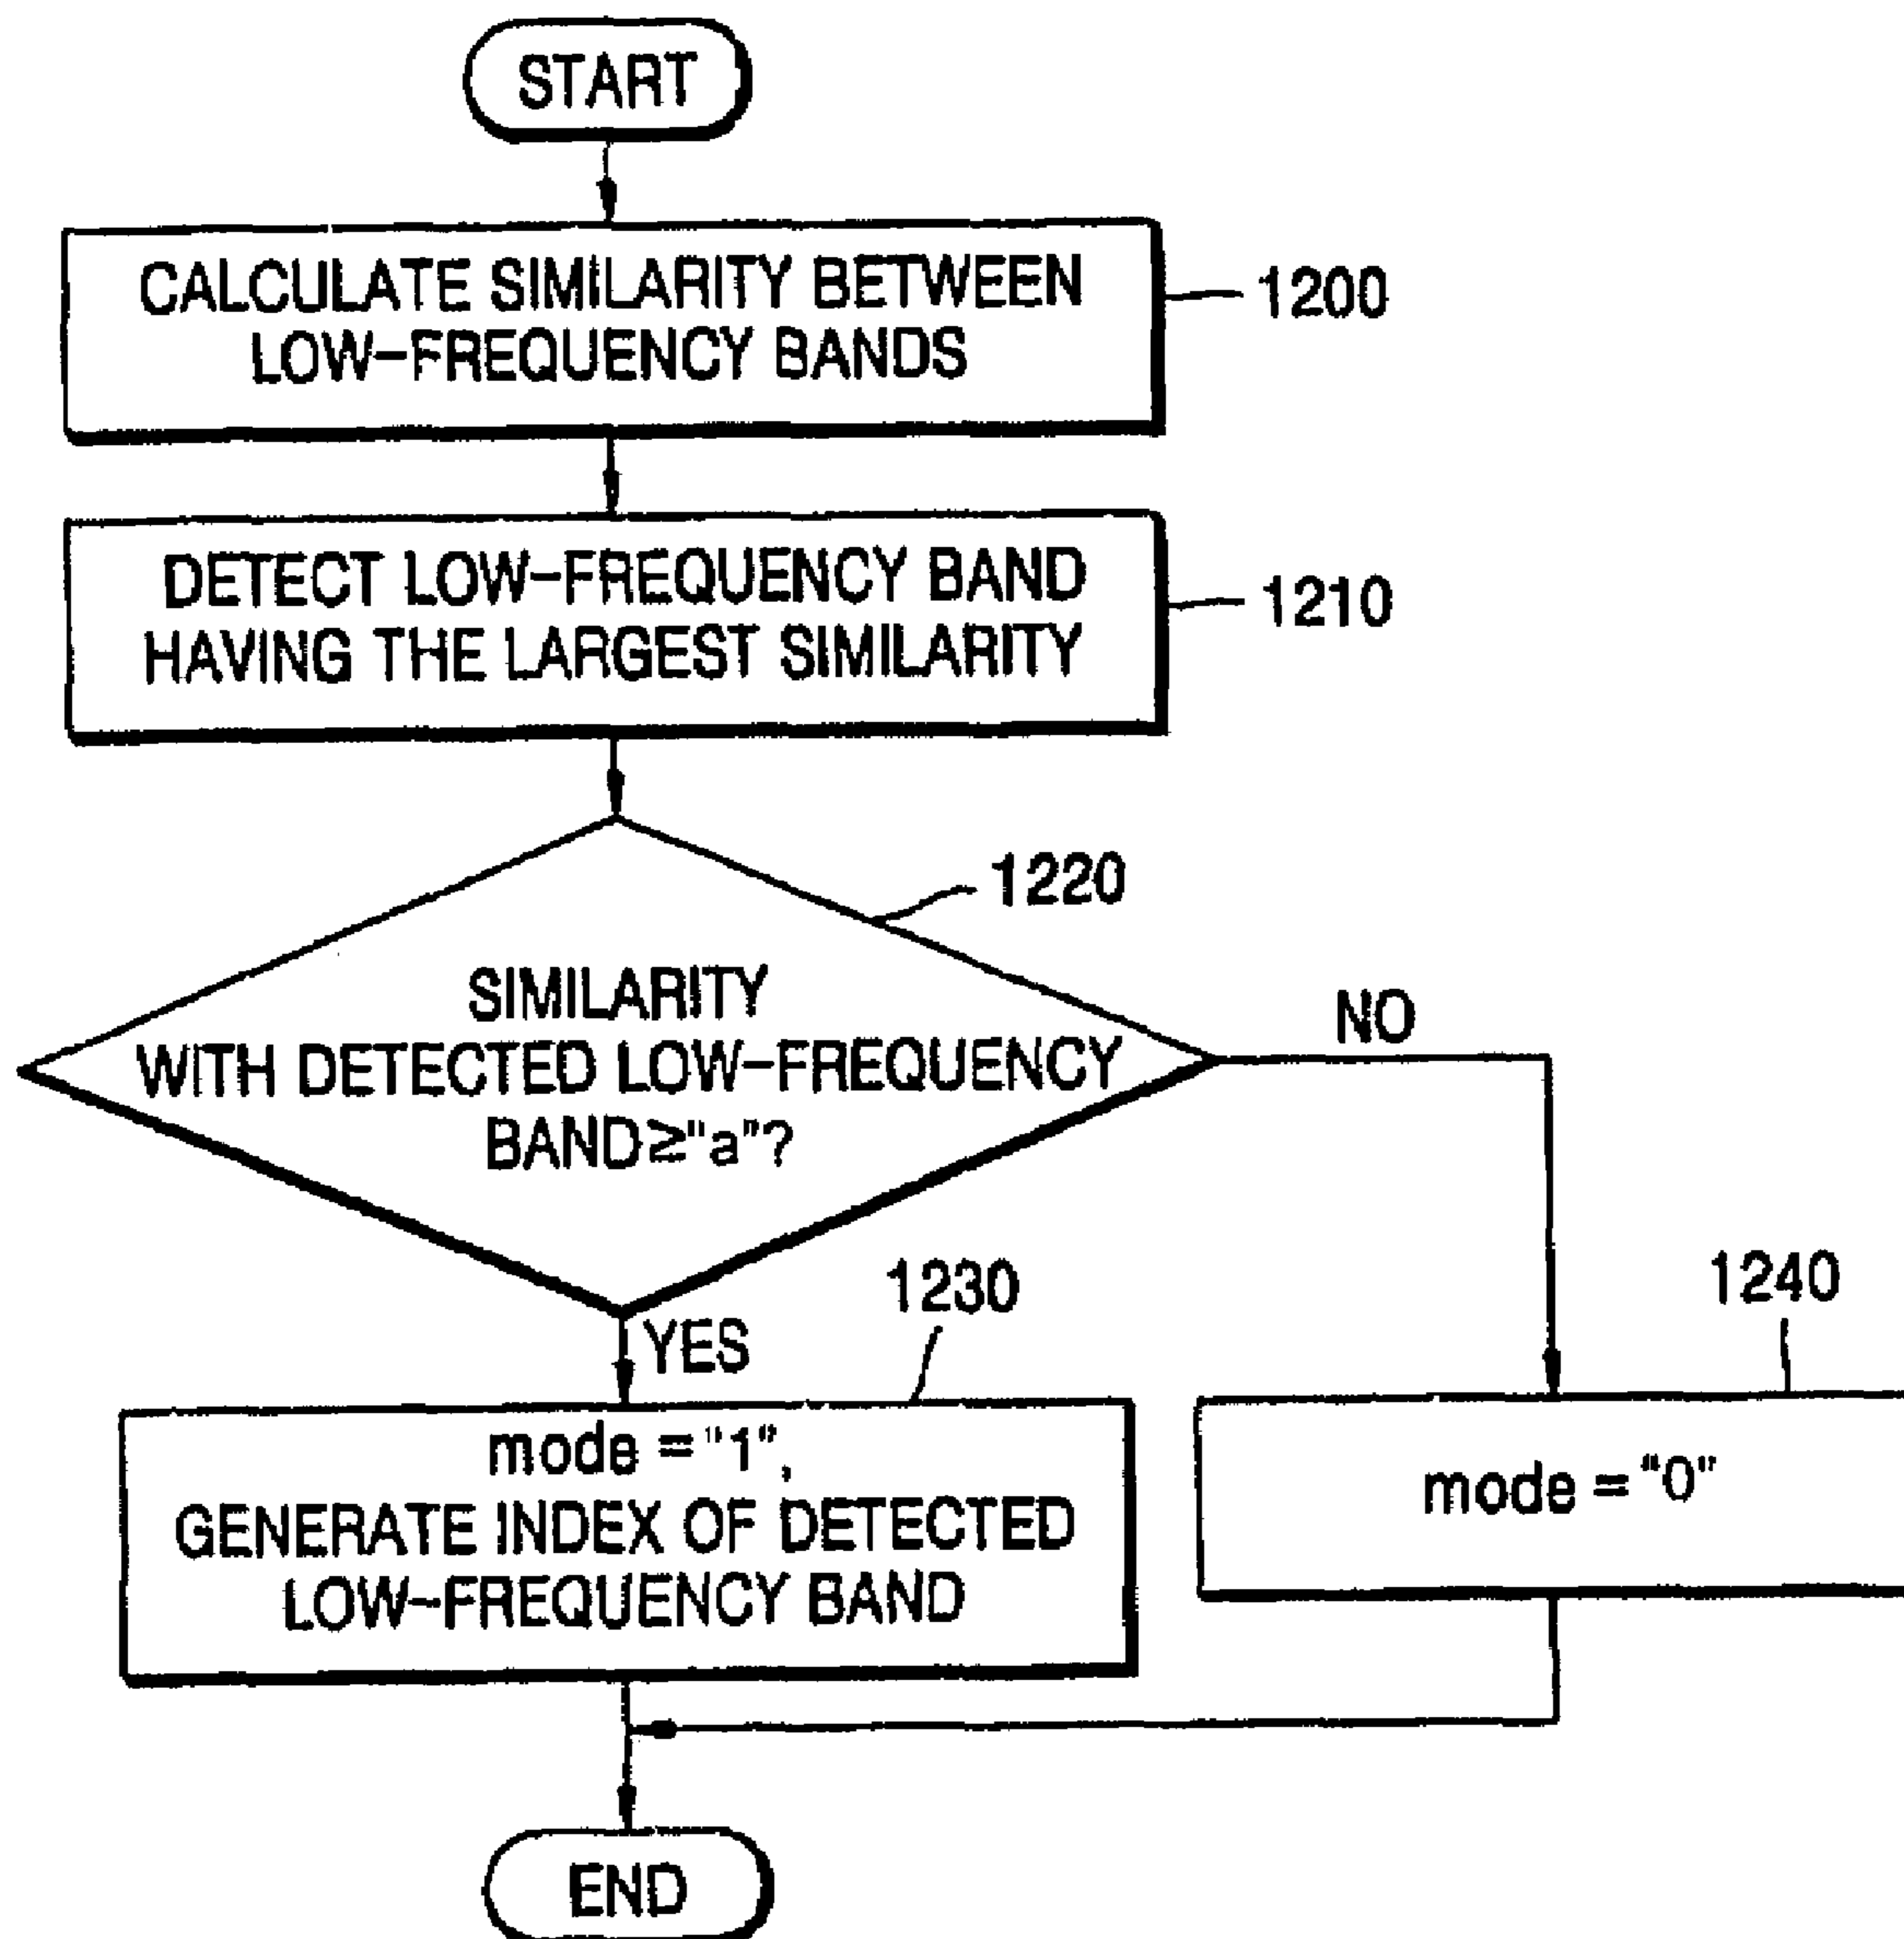 START
CALCULATE SIMILARITY BETWEEN
LOW-FREQUENCY BANDS
1200
DETECT LOW-FREQUENCY BAND
HAVING THE LARGEST SIMILARITY
1210
1220
SIMILARITY
WITH DETECTED LOW-FREQUENCY
BAND≥"a"?
NO
YES
1230
mode="1",
GENERATE INDEX OF DETECTED
LOW-FREQUENCY BAND
1240
mode="0"
END